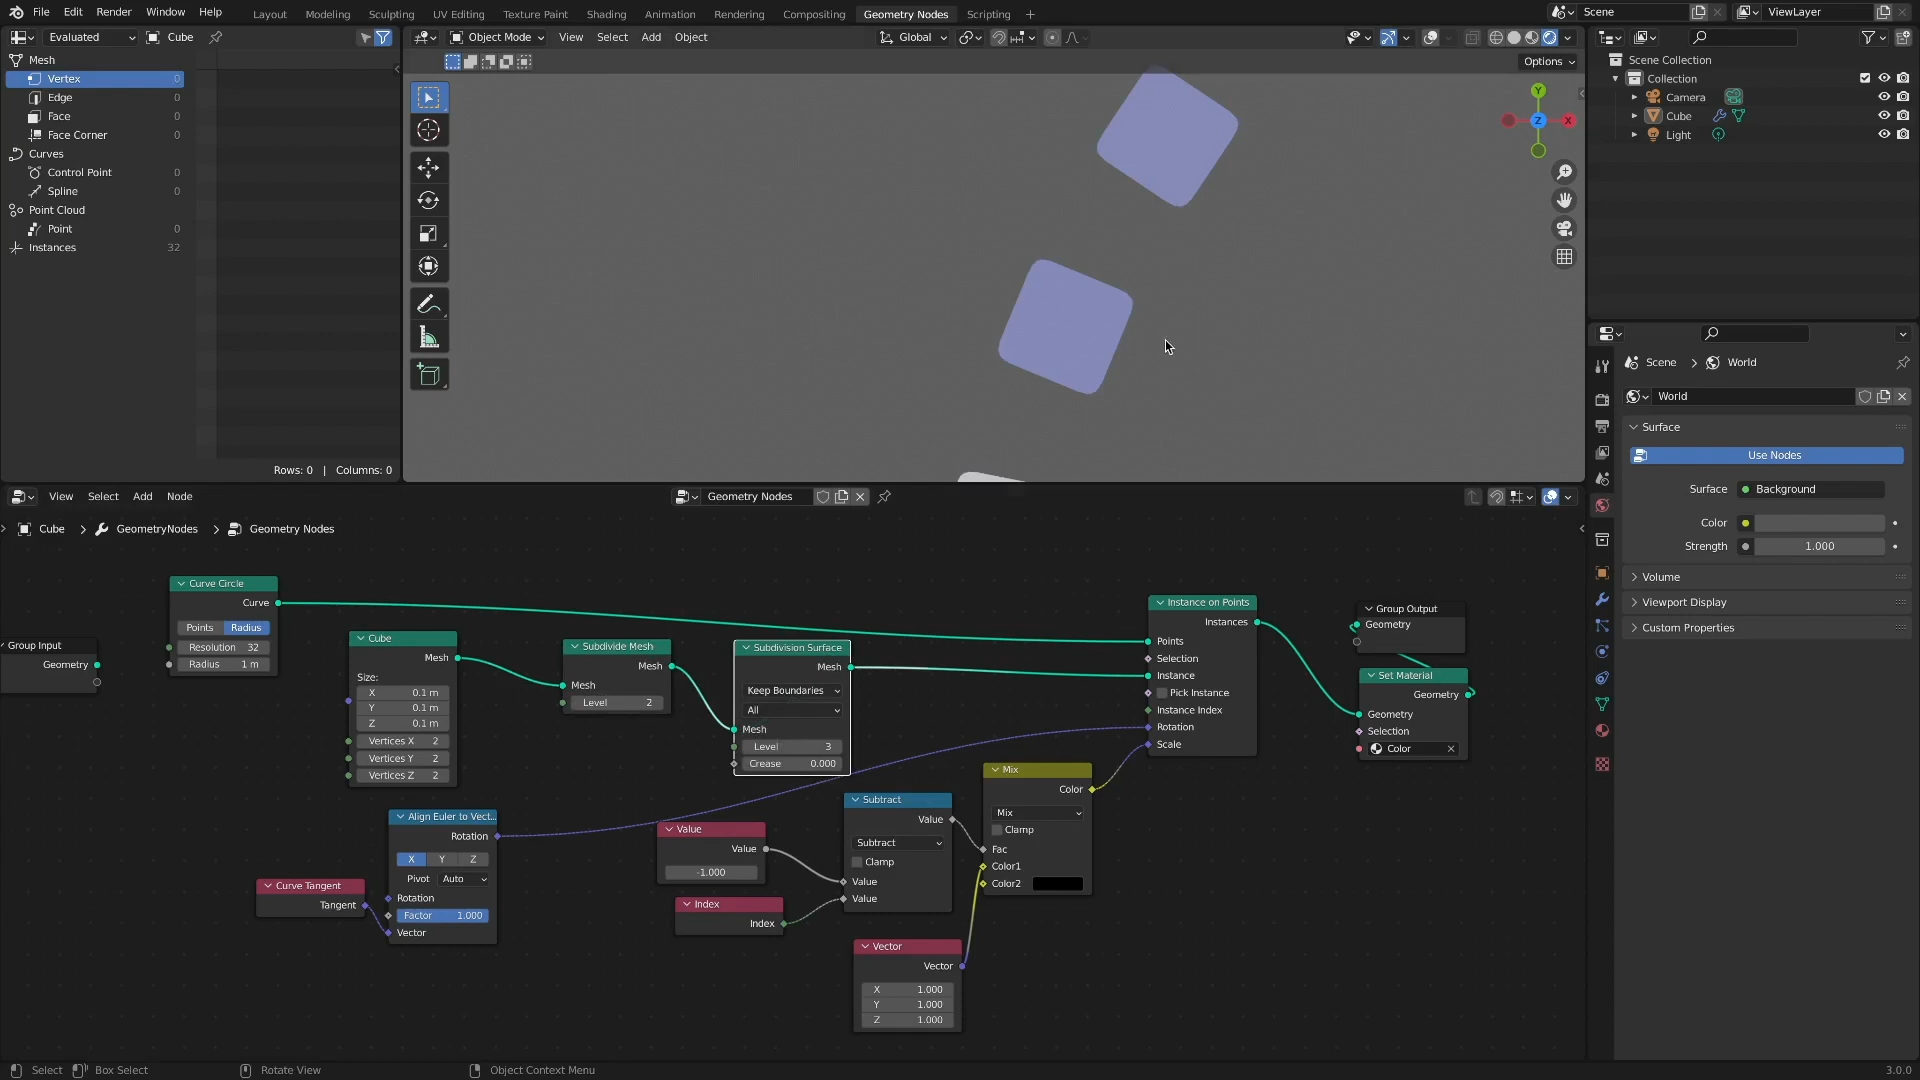 File Edit Render Window Help
Layout Modeling Sculpting UV Editing Texture Paint Shading Animation Rendering Compositing Geometry Nodes Scripting
Scene
ViewLayer
Evaluated Cube
Mesh
Vertex 0
Edge 0
Face 0
Face Corner 0
Curves
Control Point 0
Spline 0
Point Cloud
Point 0
Instances 32
Rows: 0 | Columns: 0
Object Mode View Select Add Object
Global
Options
Y
Z
X
Scene Collection
Collection
Camera
Cube
Light
Scene World
World
Surface
Use Nodes
Surface Background
Color
Strength 1.000
Volume
Viewport Display
Custom Properties
View Select Add Node
Geometry Nodes
Cube GeometryNodes Geometry Nodes
Group Input
Geometry
Curve Circle
Curve
Points Radius
Resolution 32
Radius 1 m
Cube
Mesh
Size:
X 0.1 m
Y 0.1 m
Z 0.1 m
Vertices X 2
Vertices Y 2
Vertices Z 2
Subdivide Mesh
Mesh
Mesh
Level 2
Subdivision Surface
Mesh
Keep Boundaries
All
Mesh
Level 3
Crease 0.000
Instance on Points
Instances
Points
Selection
Instance
Pick Instance
Instance Index
Rotation
Scale
Group Output
Geometry
Set Material
Geometry
Geometry
Selection
Color
Align Euler to Vect...
Rotation
X Y Z
Pivot Auto
Rotation
Factor 1.000
Vector
Curve Tangent
Tangent
Value
Value
-1.000
Index
Index
Subtract
Value
Subtract
Clamp
Value
Value
Mix
Color
Mix
Clamp
Fac
Color1
Color2
Vector
Vector
X 1.000
Y 1.000
Z 1.000
Select Box Select Rotate View Object Context Menu
3.0.0